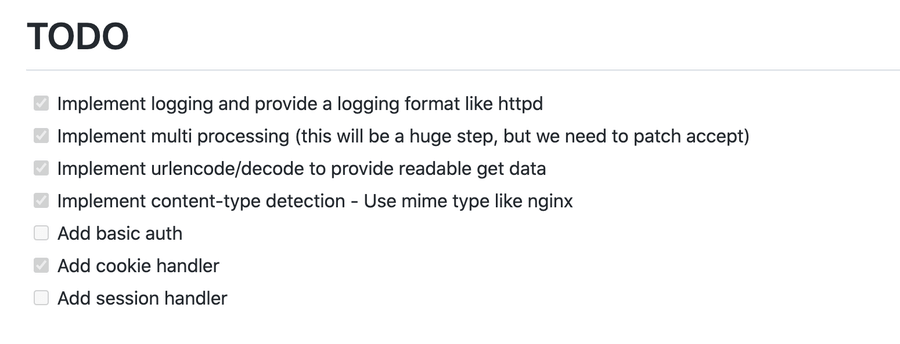 TODO
Implement logging and provide a logging format like httpd
Implement multi processing (this will be a huge step, but we need to patch accept)
Implement urlencode/decode to provide readable get data
Implement content-type detection - Use mime type like nginx
Add basic auth
Add cookie handler
Add session handler